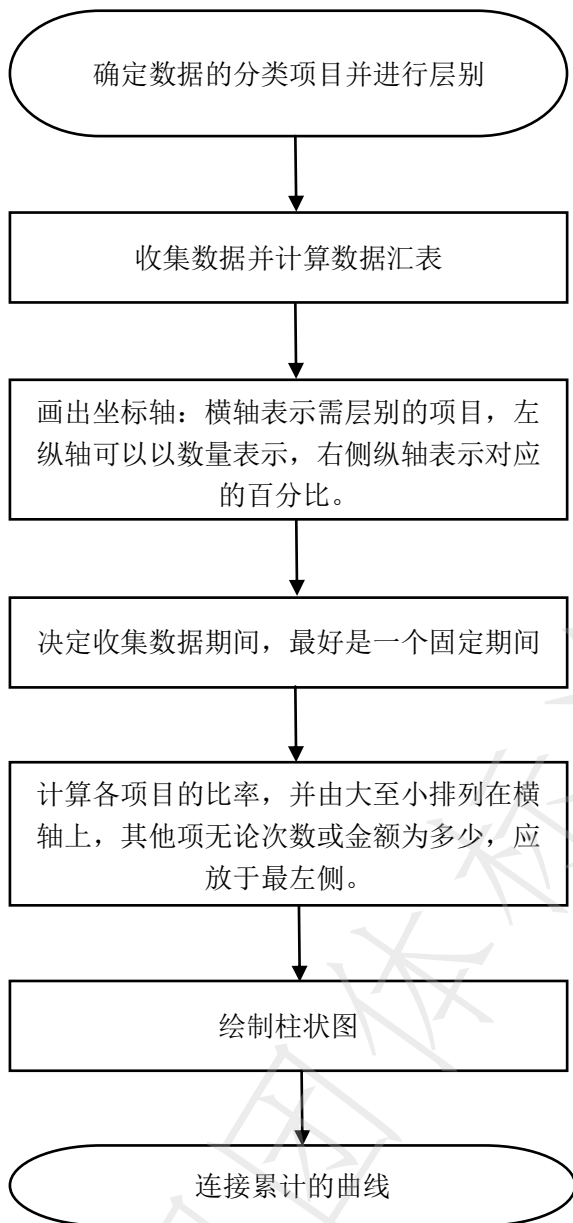 确定数据的分类项目并进行层别
收集数据并计算数据汇表
画出坐标轴：横轴表示需层别的项目，左
纵轴可以以数量表示，右侧纵轴表示对应
的百分比。
决定收集数据期间，最好是一个固定期间
计算各项目的比率，并由大至小排列在横
轴上，其他项无论次数或金额为多少，应
放于最左侧。
绘制柱状图
连接累计的曲线
团体标